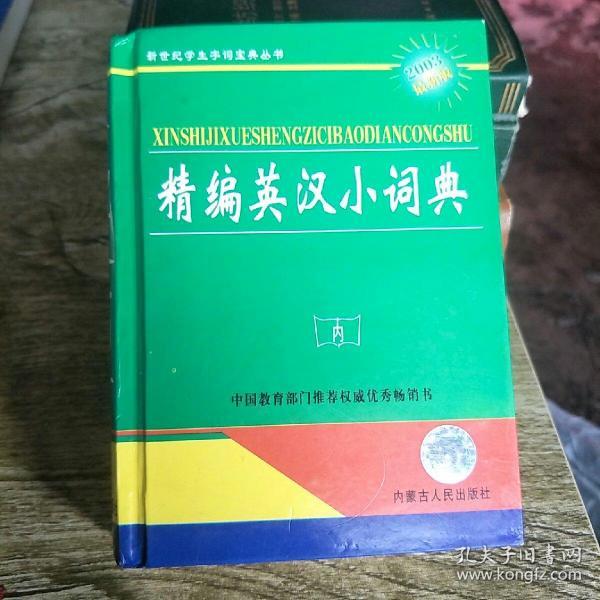 新世纪学生字词宝典丛书
2003
最新版
XINSHIJIXUESHENGZICIBAODIANCONGSHU
精编英汉小词典
内
中国教育部门推荐权威优秀畅销书
内蒙古人民出版社
孔夫子旧书网
www.kongfz.com